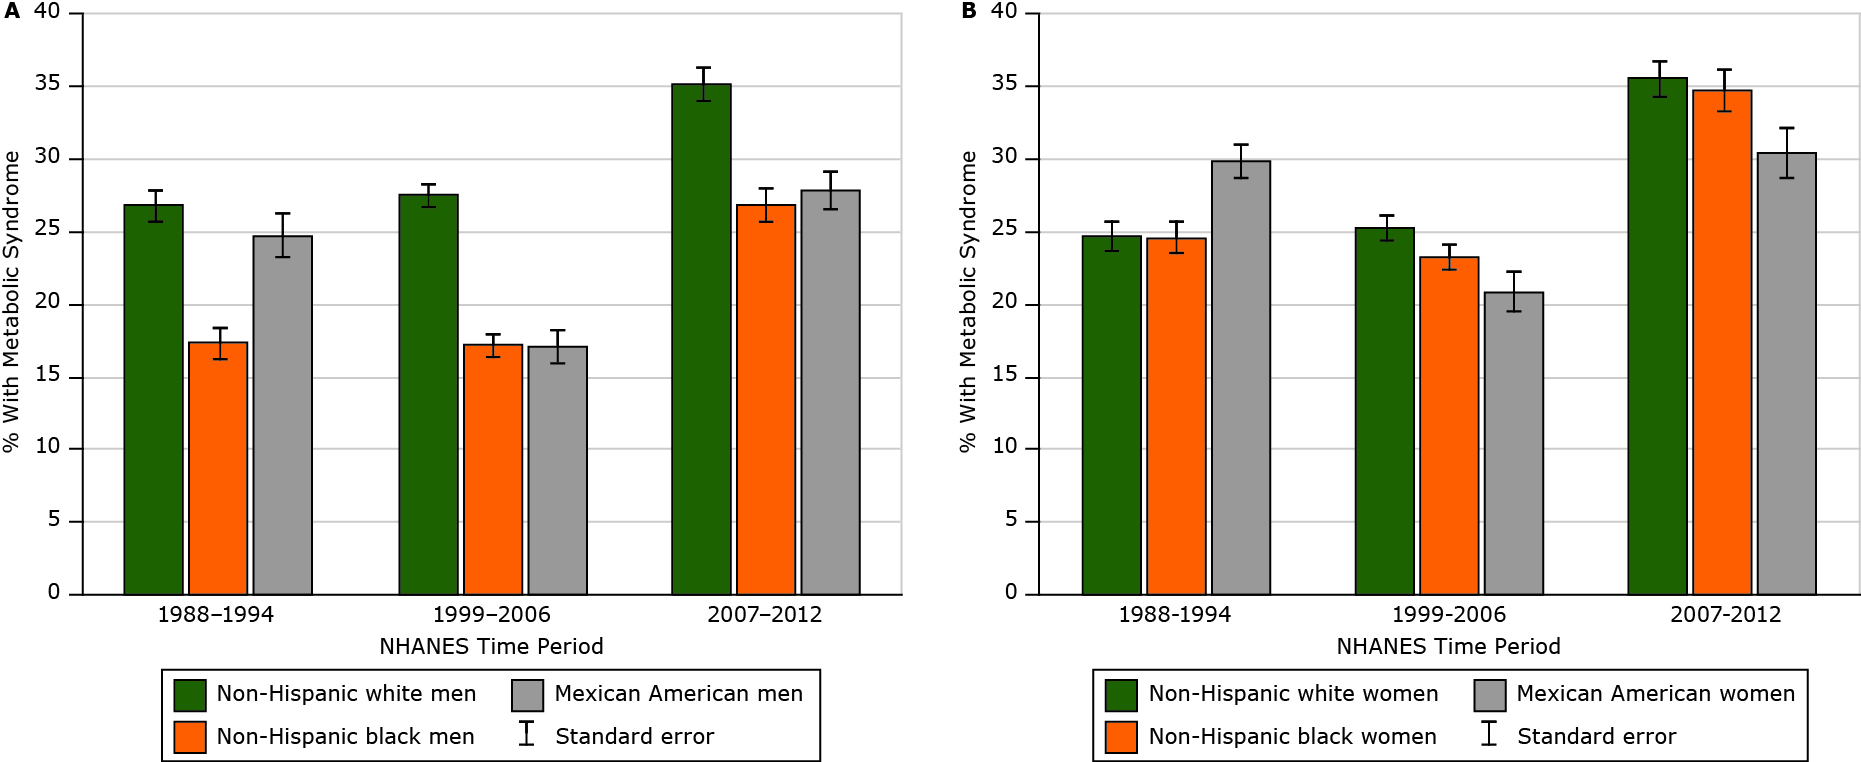 A
% With Metabolic Syndrome
40
35
30
25
20
15
10
5
0
1988–1994 1999–2006 2007–2012
NHANES Time Period
Non-Hispanic white men Mexican American men
Non-Hispanic black men Standard error
B
% With Metabolic Syndrome
40
35
30
25
20
15
10
5
0
1988-1994 1999-2006 2007-2012
NHANES Time Period
Non-Hispanic white women Mexican American women
Non-Hispanic black women Standard error